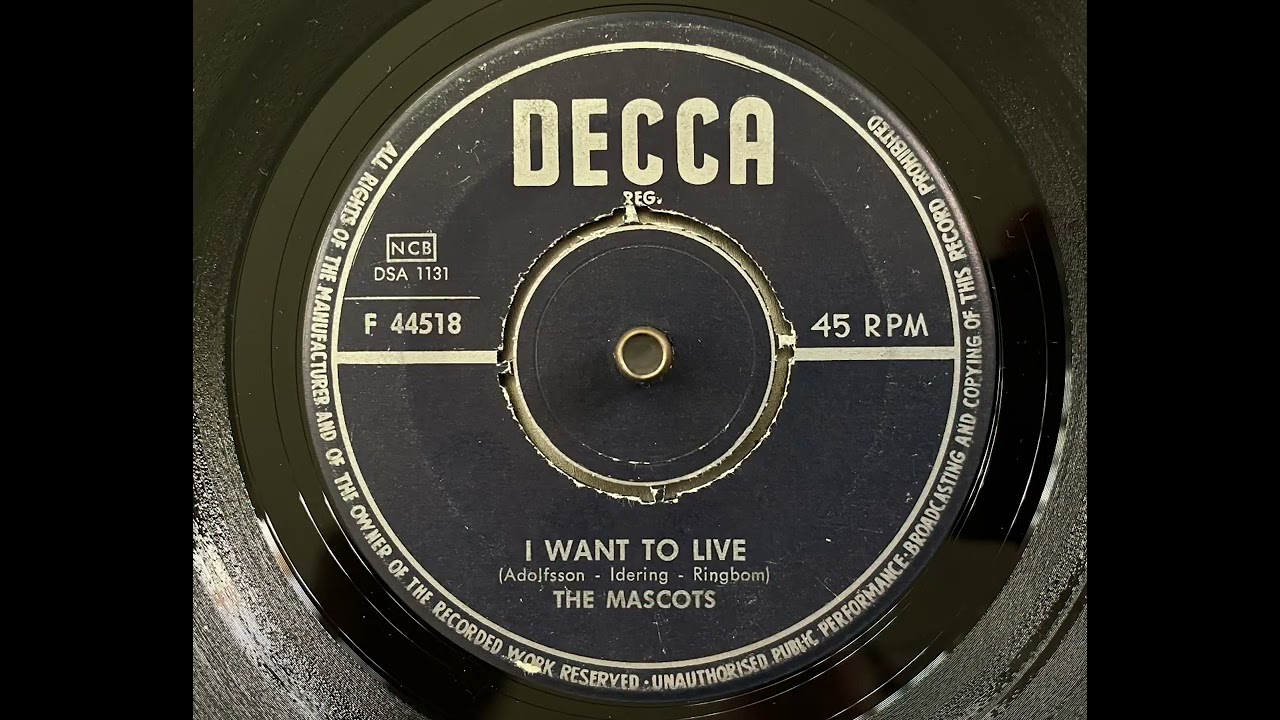 DECCA
REG.
NCB
DSA 1131
F 44518
45 RPM
I WANT TO LIVE
(Adolfsson - Idering - Ringbom)
THE MASCOTS
ALL RIGHTS OF THE MANUFACTURER AND OF THE OWNER OF THE RECORDED WORK RESERVED · UNAUTHORISED PUBLIC PERFORMANCE · BROADCASTING AND COPYING OF THIS RECORD PROHIBITED